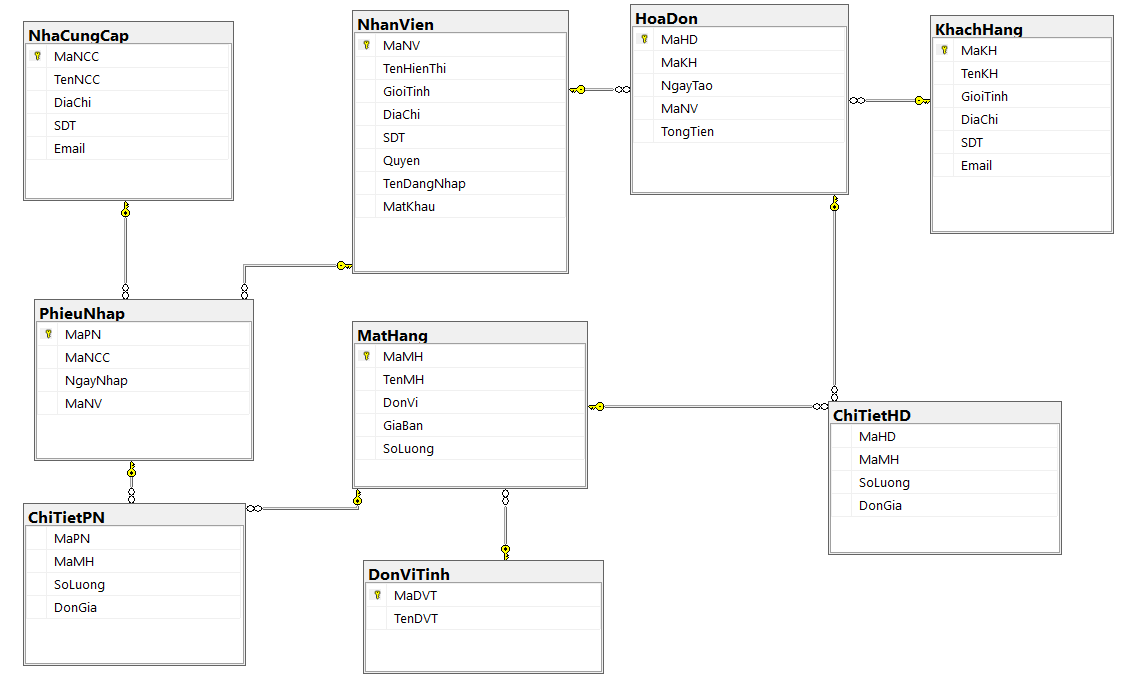 NhaCungCap
MaNCC
TenNCC
DiaChi
SDT
Email
NhanVien
MaNV
TenHienThi
GioiTinh
DiaChi
SDT
Quyen
TenDangNhap
MatKhau
HoaDon
MaHD
MaKH
NgayTao
MaNV
TongTien
KhachHang
MaKH
TenKH
GioiTinh
DiaChi
SDT
Email
PhieuNhap
MaPN
MaNCC
NgayNhap
MaNV
MatHang
MaMH
TenMH
DonVi
GiaBan
SoLuong
ChiTietHD
MaHD
MaMH
SoLuong
DonGia
ChiTietPN
MaPN
MaMH
SoLuong
DonGia
DonViTinh
MaDVT
TenDVT